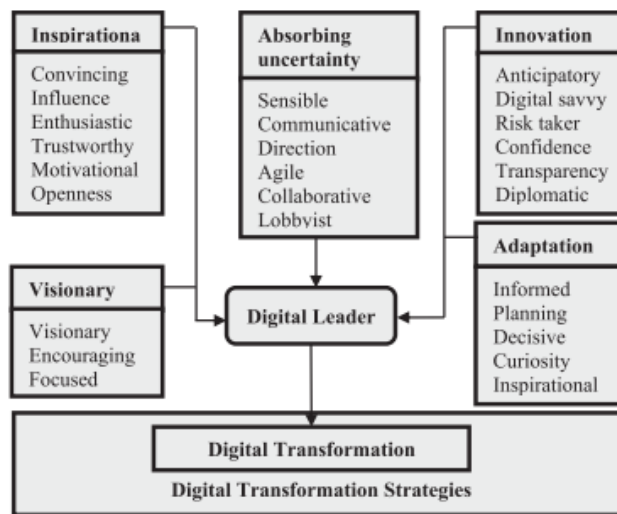 Inspirationa
Convincing
Influence
Enthusiastic
Trustworthy
Motivational
Openness
Absorbing
uncertainty
Sensible
Communicative
Direction
Agile
Collaborative
Lobbyist
Innovation
Anticipatory
Digital savvy
Risk taker
Confidence
Transparency
Diplomatic
Visionary
Visionary
Encouraging
Focused
Digital Leader
Adaptation
Informed
Planning
Decisive
Curiosity
Inspirational
Digital Transformation
Digital Transformation Strategies